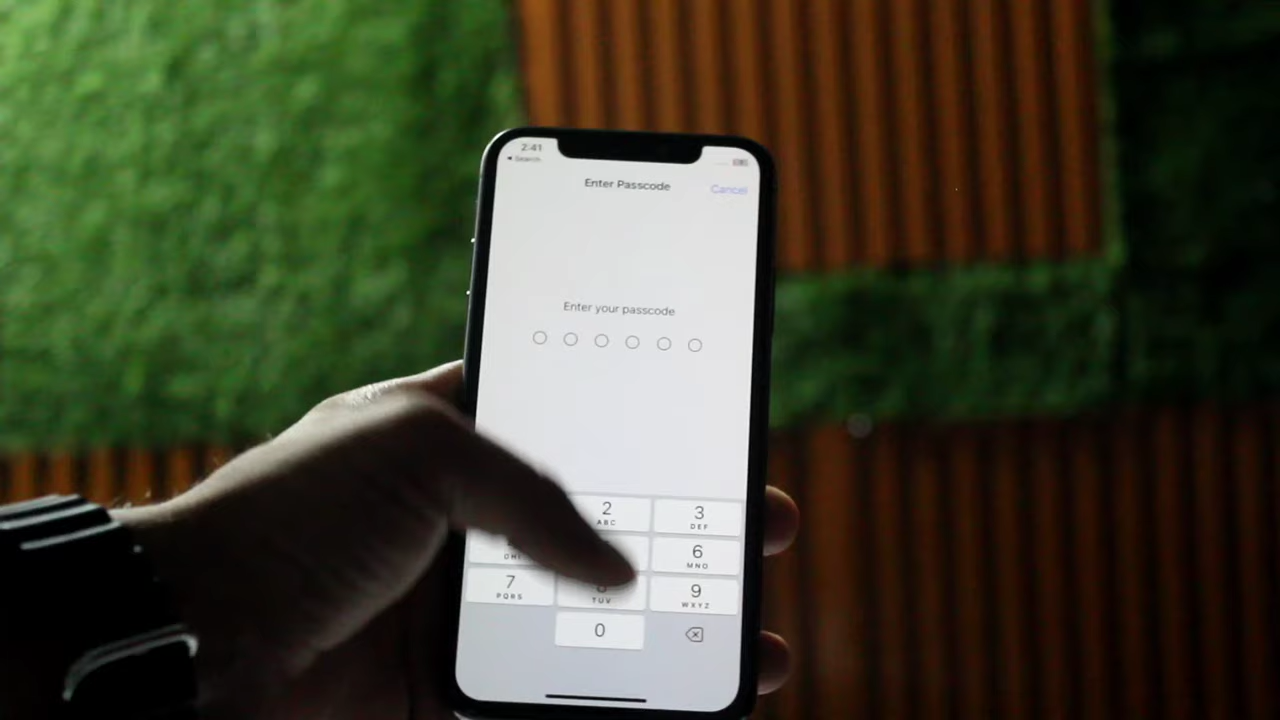 2:41
◂ Search
Enter Passcode
Cancel
Enter your passcode
2
ABC
3
DEF
6
MNO
7
PQRS
TUV
9
WXYZ
0